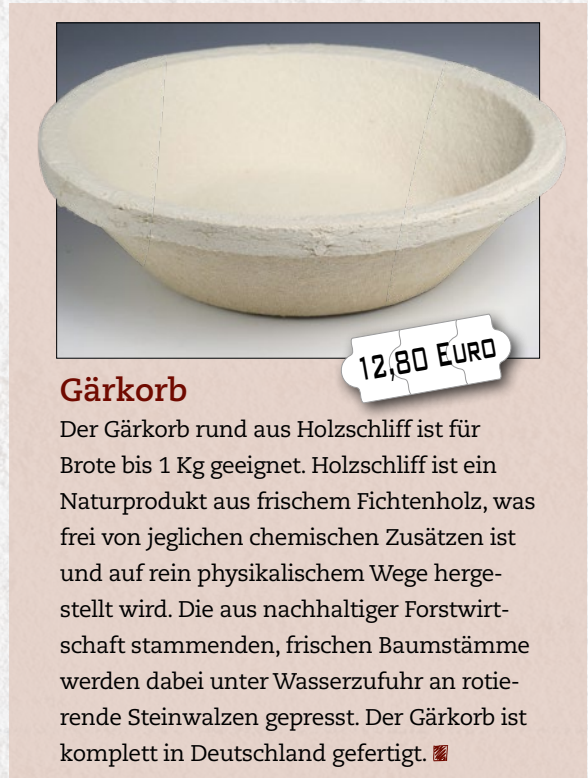 12,80 Euro
Gärkorb
Der Gärkorb rund aus Holzschliff ist für
Brote bis 1 Kg geeignet. Holzschliff ist ein
Naturprodukt aus frischem Fichtenholz, was
frei von jeglichen chemischen Zusätzen ist
und auf rein physikalischem Wege herge-
stellt wird. Die aus nachhaltiger Forstwirt-
schaft stammenden, frischen Baumstämme
werden dabei unter Wasserzufuhr an rotie-
rende Steinwalzen gepresst. Der Gärkorb ist
komplett in Deutschland gefertigt.